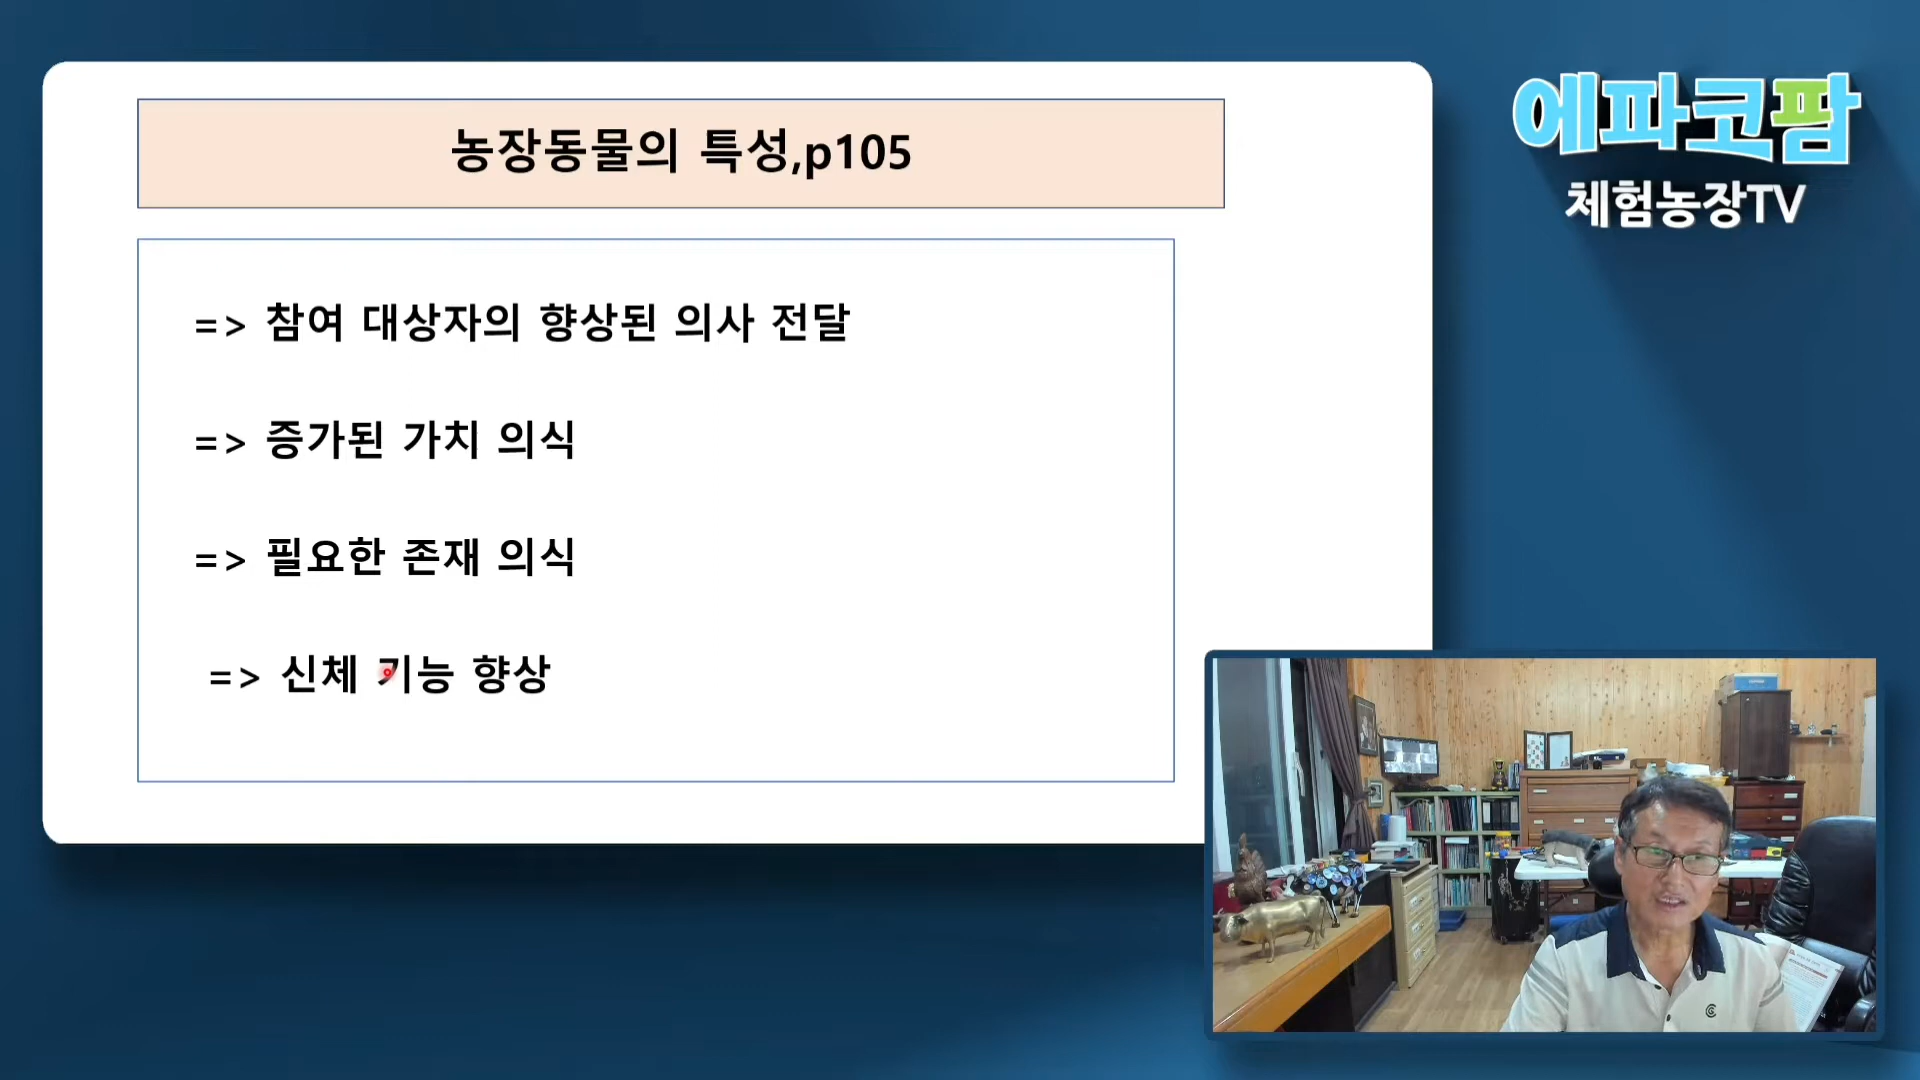 농장동물의 특성,p105
=> 참여 대상자의 향상된 의사 전달
=> 증가된 가치 의식
=> 필요한 존재 의식
=> 신체 기능 향상
에파코팜
체험농장TV